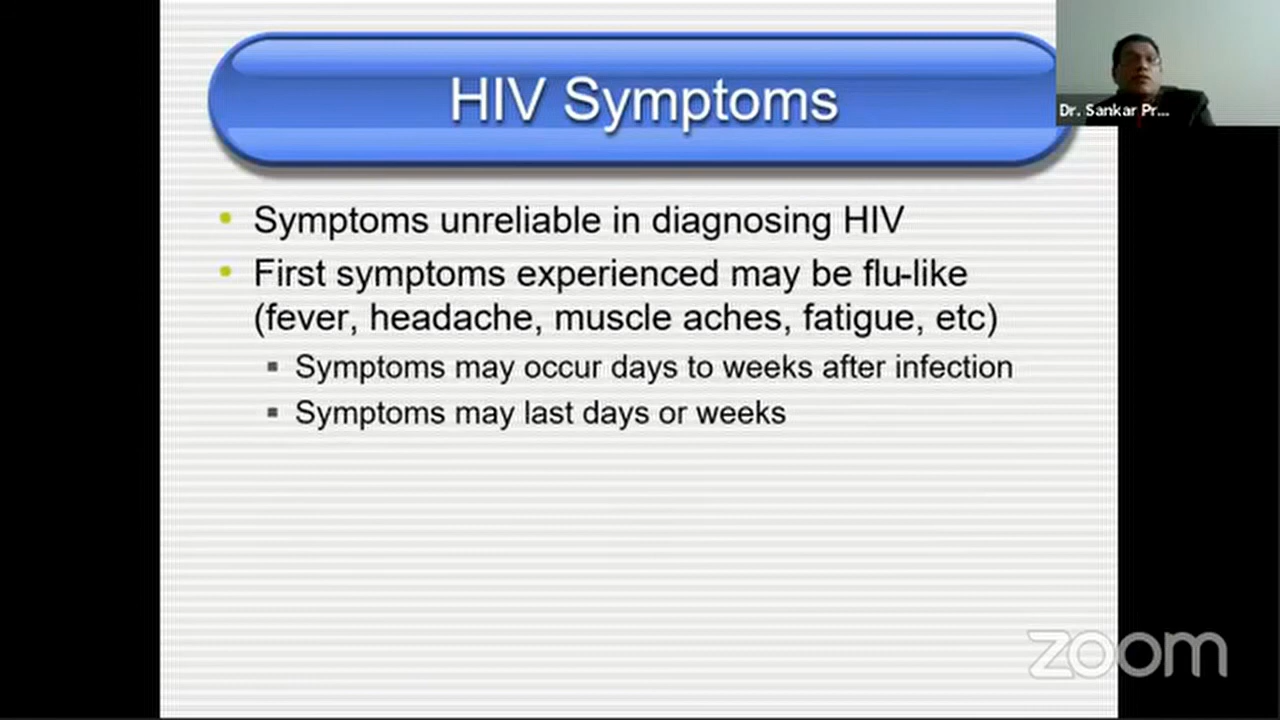 HIV Symptoms
Dr. Sankar Pr...
• Symptoms unreliable in diagnosing HIV
• First symptoms experienced may be flu-like
(fever, headache, muscle aches, fatigue, etc)
▪ Symptoms may occur days to weeks after infection
▪ Symptoms may last days or weeks
zoom